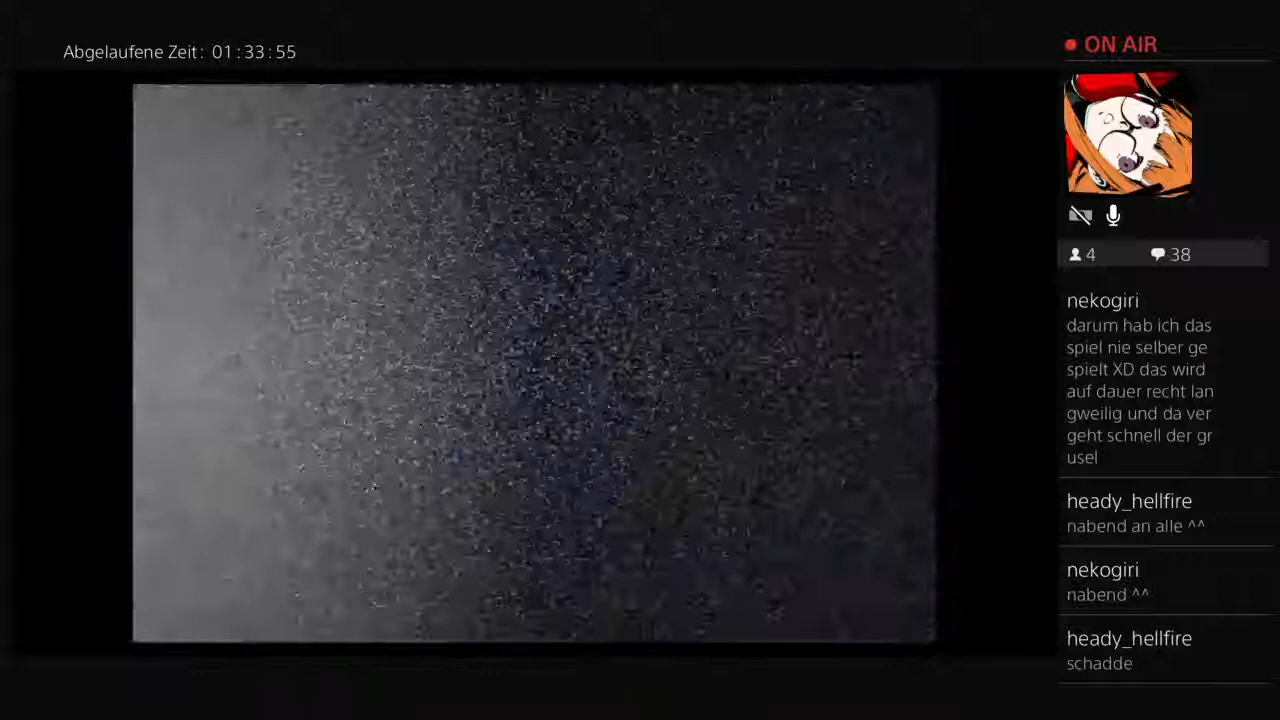 Abgelaufene Zeit: 01:33:55
ON AIR
4 38
nekogiri
darum hab ich das
spiel nie selber ge
spielt XD das wird
auf dauer recht lan
gweilig und da ver
geht schnell der gr
usel
heady_hellfire
nabend an alle ^^
nekogiri
nabend ^^
heady_hellfire
schadde